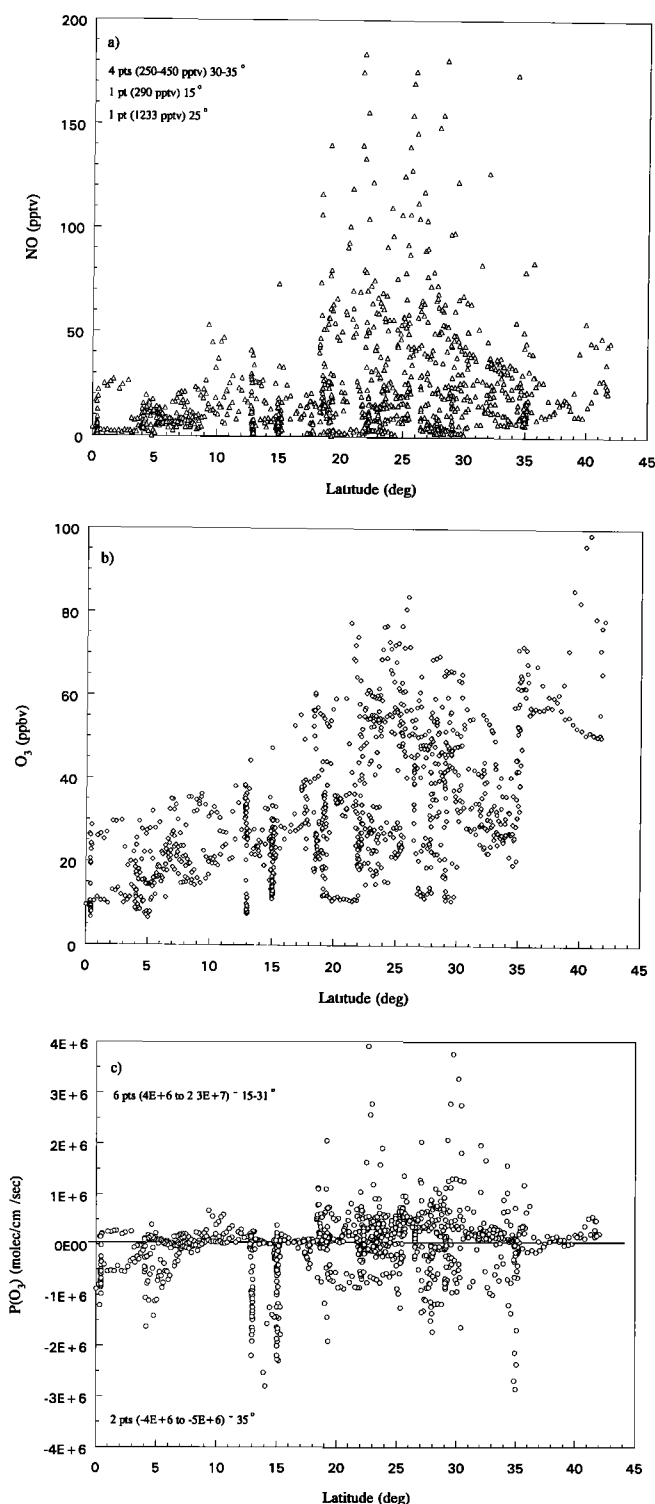 a)
4 pts (250-450 pptv) 30-35 °
1 pt (290 pptv) 15 °
1 pt (1233 pptv) 25 °
NO (pptv)
200
150
100
50
0
0 5 10 15 20 25 30 35 40 45
Latitude (deg)
b)
O3 (ppbv)
100
80
60
40
20
0
0 5 10 15 20 25 30 35 40 45
Latitude (deg)
c)
6 pts (4E+6 to 2 3E+7) ~ 15-31 °
P(O3) (molec/cm /sec)
4E+6
3E+6
2E+6
1E+6
0E00
-1E+6
-2E+6
-3E+6
-4E+6
2 pts (-4E+6 to -5E+6) ~ 35 °
0 5 10 15 20 25 30 35 40 45
Latitude (deg)